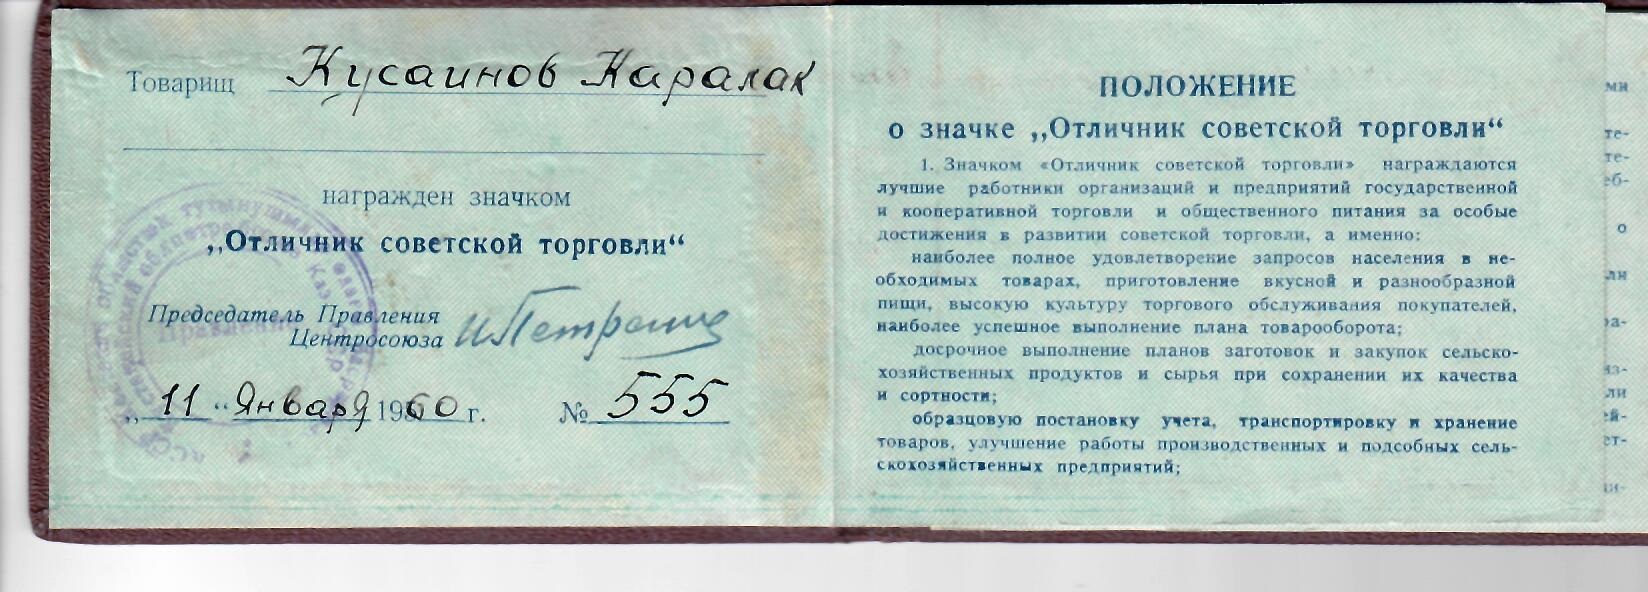 Товарищ Кусаинов Каралак
награжден значком
„Отличник советской торговли“
Председатель Правления
Центросоюза
„11“ Января 1960 г. № 555
Правление
ПОЛОЖЕНИЕ
о значке „Отличник советской торговли“
1. Значком «Отличник советской торговли» награждаются
лучшие работники организаций и предприятий государственной
и кооперативной торговли и общественного питания за особые
достижения в развитии советской торговли, а именно:
наиболее полное удовлетворение запросов населения в не-
обходимых товарах, приготовление вкусной и разнообразной
пищи, высокую культуру торгового обслуживания покупателей,
наиболее успешное выполнение плана товарооборота;
досрочное выполнение планов заготовок и закупок сельско-
хозяйственных продуктов и сырья при сохранении их качества
и сортности;
образцовую постановку учета, транспортировку и хранение
товаров, улучшение работы производственных и подсобных сель-
скохозяйственных предприятий;